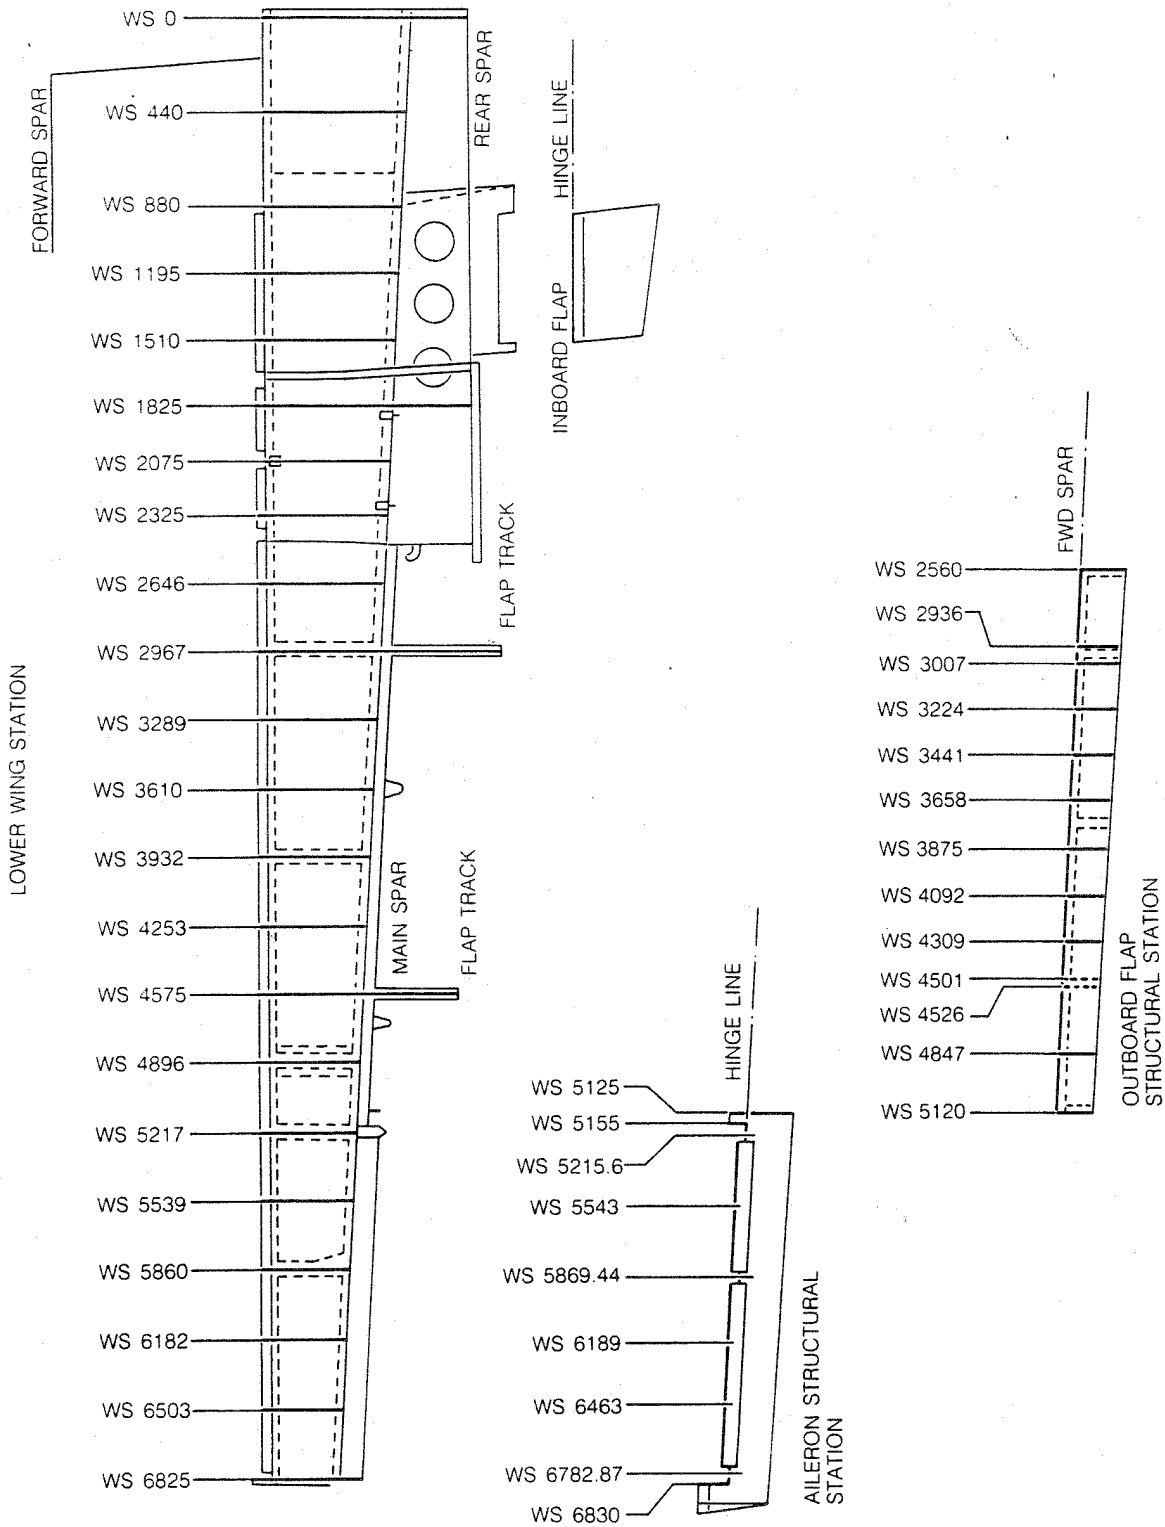 LOWER WING STATION
FORWARD SPAR
WS 0
WS 440
WS 880
WS 1195
WS 1510
WS 1825
WS 2075
WS 2325
WS 2646
WS 2967
WS 3289
WS 3610
WS 3932
WS 4253
WS 4575
WS 4896
WS 5217
WS 5539
WS 5860
WS 6182
WS 6503
WS 6825
REAR SPAR
FLAP TRACK
MAIN SPAR
FLAP TRACK
INBOARD FLAP
HINGE LINE
HINGE LINE
WS 5125
WS 5155
WS 5215.6
WS 5543
WS 5869.44
WS 6189
WS 6463
WS 6782.87
WS 6830
AILERON STRUCTURAL
STATION
FWD SPAR
WS 2560
WS 2936
WS 3007
WS 3224
WS 3441
WS 3658
WS 3875
WS 4092
WS 4309
WS 4501
WS 4526
WS 4847
WS 5120
OUTBOARD FLAP
STRUCTURAL STATION